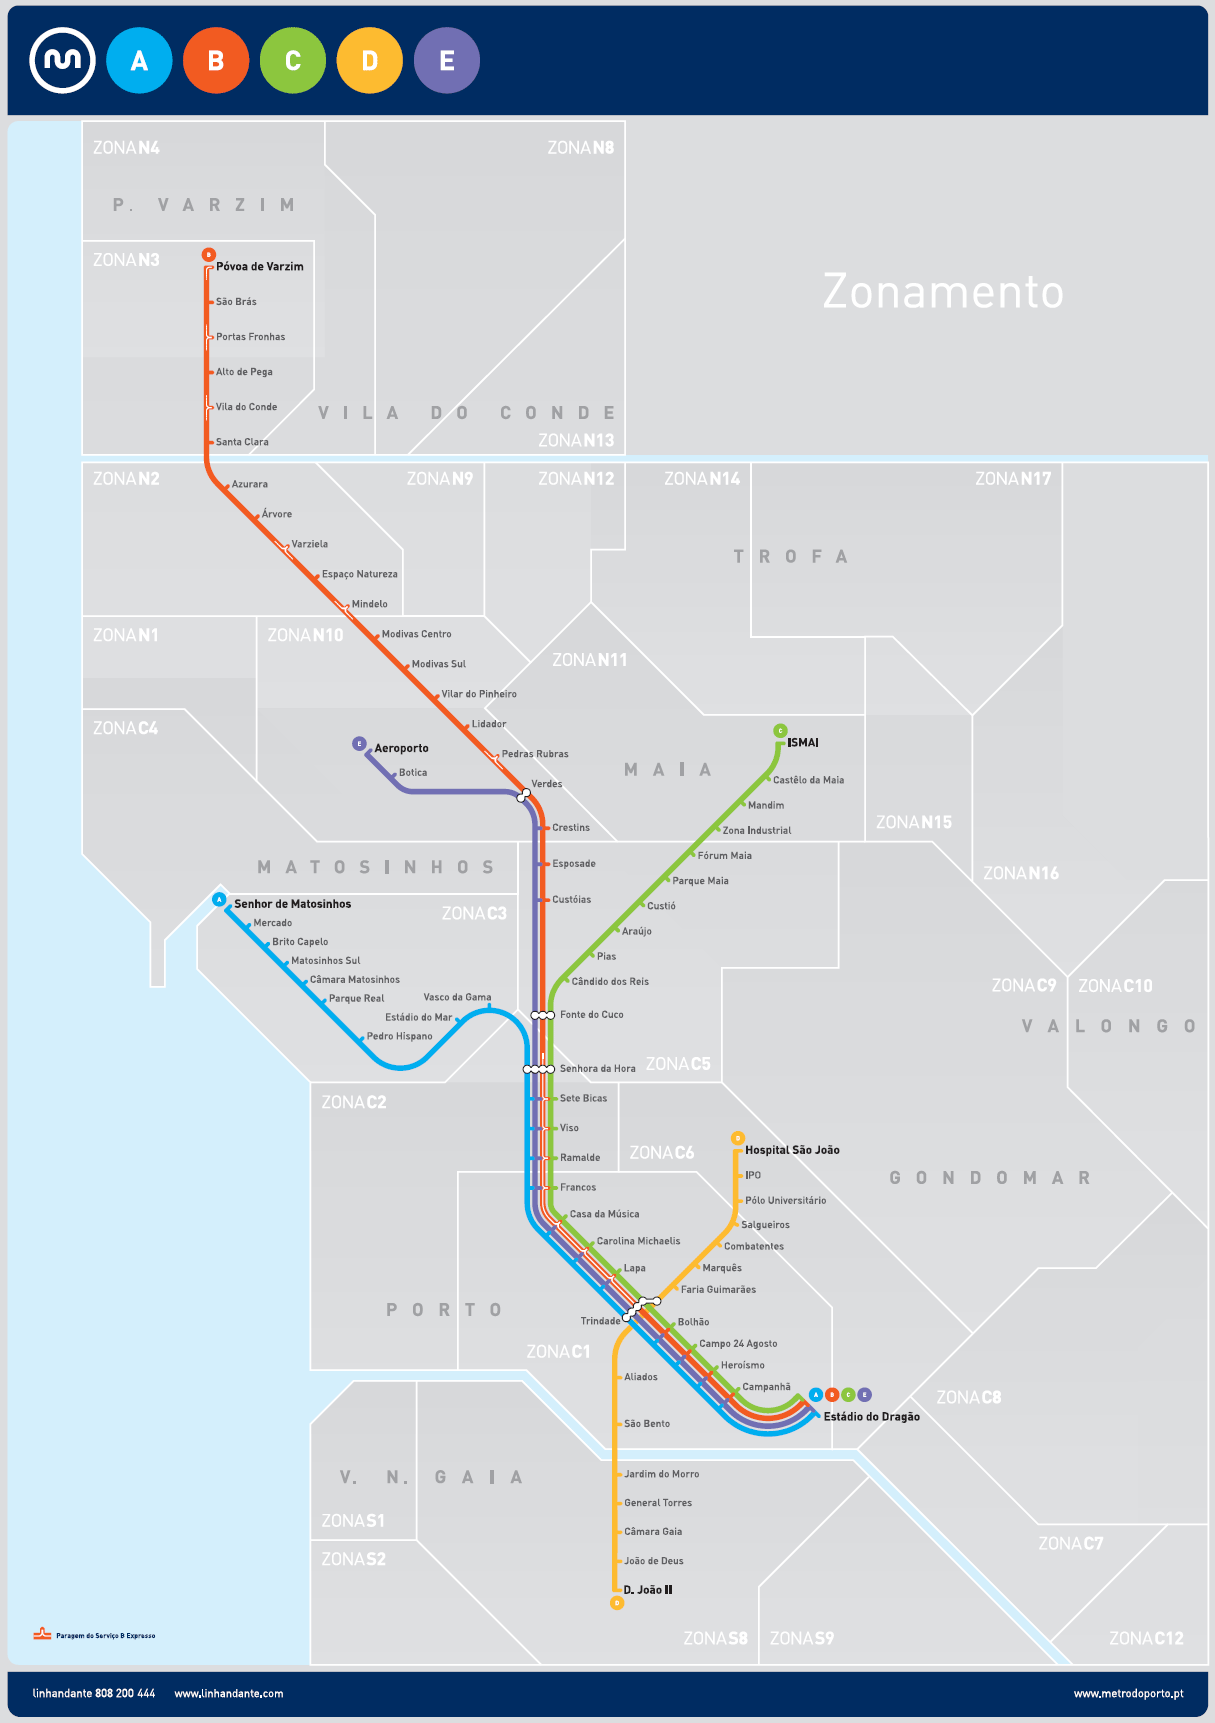 A B C D E
ZONAN4
ZONAN8
P. VARZIM
ZONAN3
Póvoa de Varzim
Zonamento
São Brás
Portas Fronhas
Alto de Pega
Vila do Conde
VILA DO CONDE
Santa Clara
ZONAN13
ZONAN2
ZONAN9
ZONAN12
ZONAN14
ZONAN17
Azurara
Árvore
Varziela
TROFA
Espaço Natureza
Mindelo
ZONAN1
ZONAN10
Modivas Centro
ZONAN11
Modivas Sul
Vilar do Pinheiro
ZONAC4
Lidador
C
ISMAI
E
Aeroporto
Pedras Rubras
MAIA
Botica
Verdes
Castêlo da Maia
Mandim
Crestins
Zona Industrial
ZONAN15
Esposade
Fórum Maia
MATOSINHOS
ZONAN16
Parque Maia
Custóias
A
Senhor de Matosinhos
ZONAC3
Custió
Mercado
Araújo
Brito Capelo
Matosinhos Sul
Pias
Câmara Matosinhos
Cândido dos Reis
ZONAC9
ZONAC10
Parque Real
Vasco da Gama
Estádio do Mar
Fonte do Cuco
VALONGO
Pedro Hispano
Senhora da Hora
ZONAC5
ZONAC2
Sete Bicas
Viso
D
Hospital São João
ZONAC6
Ramalde
IPO
GONDOMAR
Francos
Pólo Universitário
Casa da Música
Salgueiros
Carolina Michaelis
Combatentes
Lapa
Marquês
Faria Guimarães
PORTO
Trindade
Bolhão
ZONAC1
Campo 24 Agosto
Heroísmo
Aliados
Campanhã
A B C E
ZONAC8
Estádio do Dragão
São Bento
V. N. GAIA
Jardim do Morro
General Torres
ZONAS1
Câmara Gaia
ZONAC7
ZONAS2
João de Deus
D. João II
D
ZONAS8
ZONAS9
ZONAC12
Paragem do Serviço B Expresso
linhandante 808 200 444 www.linhandante.com
www.metrodoporto.pt